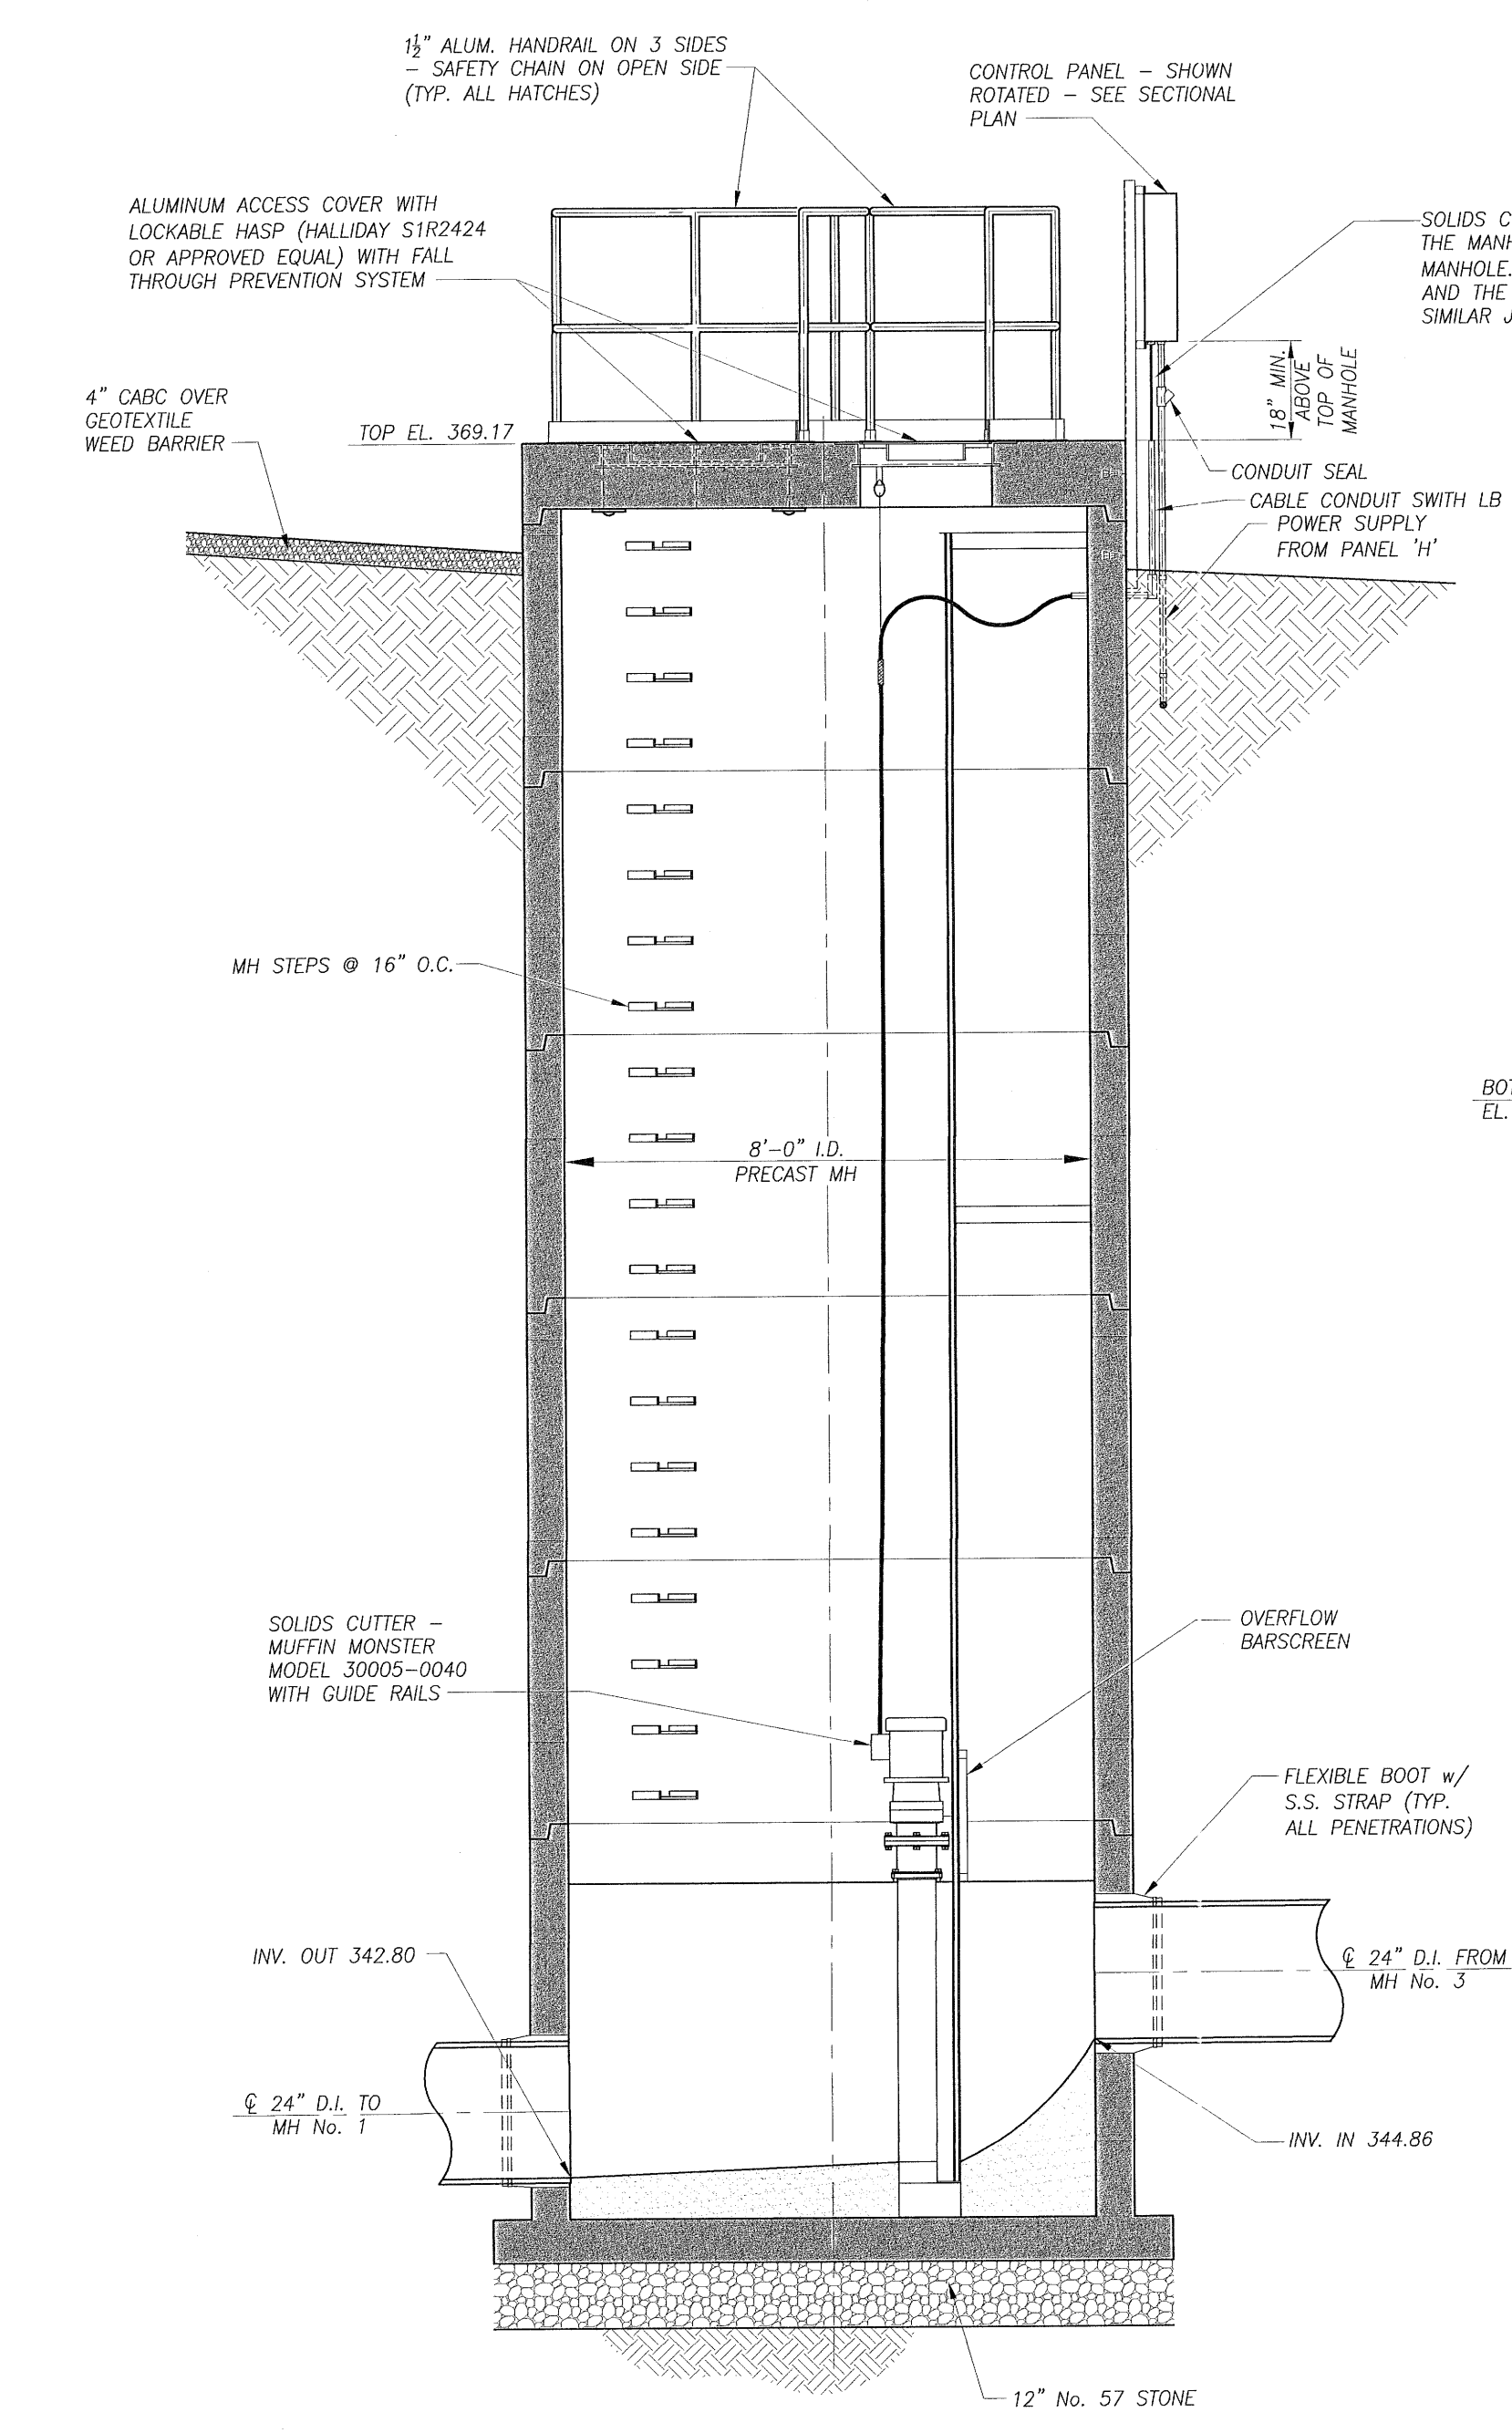 1½" ALUM. HANDRAIL ON 3 SIDES
– SAFETY CHAIN ON OPEN SIDE
(TYP. ALL HATCHES)
CONTROL PANEL – SHOWN
ROTATED – SEE SECTIONAL
PLAN
ALUMINUM ACCESS COVER WITH
LOCKABLE HASP (HALLIDAY S1R2424
OR APPROVED EQUAL) WITH FALL
THROUGH PREVENTION SYSTEM
SOLIDS C
THE MANH
MANHOLE.
AND THE
SIMILAR J
18" MIN.
ABOVE
TOP OF
MANHOLE
4" CABC OVER
GEOTEXTILE
WEED BARRIER
TOP EL. 369.17
CONDUIT SEAL
CABLE CONDUIT SWITH LB
POWER SUPPLY
FROM PANEL 'H'
MH STEPS @ 16" O.C.
BOT
EL.
8'–0" I.D.
PRECAST MH
SOLIDS CUTTER –
MUFFIN MONSTER
MODEL 30005–0040
WITH GUIDE RAILS
OVERFLOW
BARSCREEN
FLEXIBLE BOOT w/
S.S. STRAP (TYP.
ALL PENETRATIONS)
INV. OUT 342.80
℄ 24" D.I. FROM
MH No. 3
℄ 24" D.I. TO
MH No. 1
INV. IN 344.86
12" No. 57 STONE